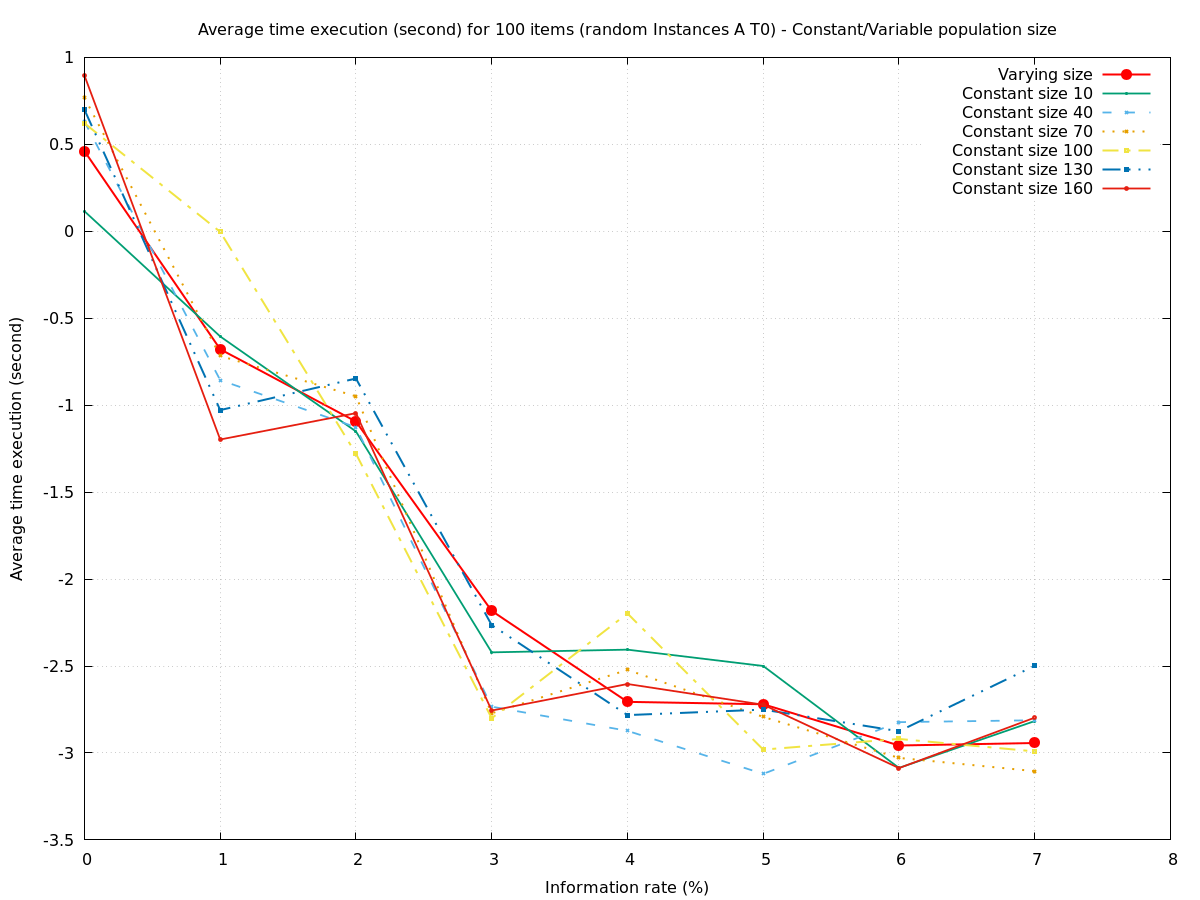 Average time execution (second) for 100 items (random Instances A T0) - Constant/Variable population size
1
0.5
0
-0.5
-1
-1.5
-2
-2.5
-3
-3.5
Average time execution (second)
Varying size
Constant size 10
Constant size 40
Constant size 70
Constant size 100
Constant size 130
Constant size 160
0 1 2 3 4 5 6 7 8
Information rate (%)